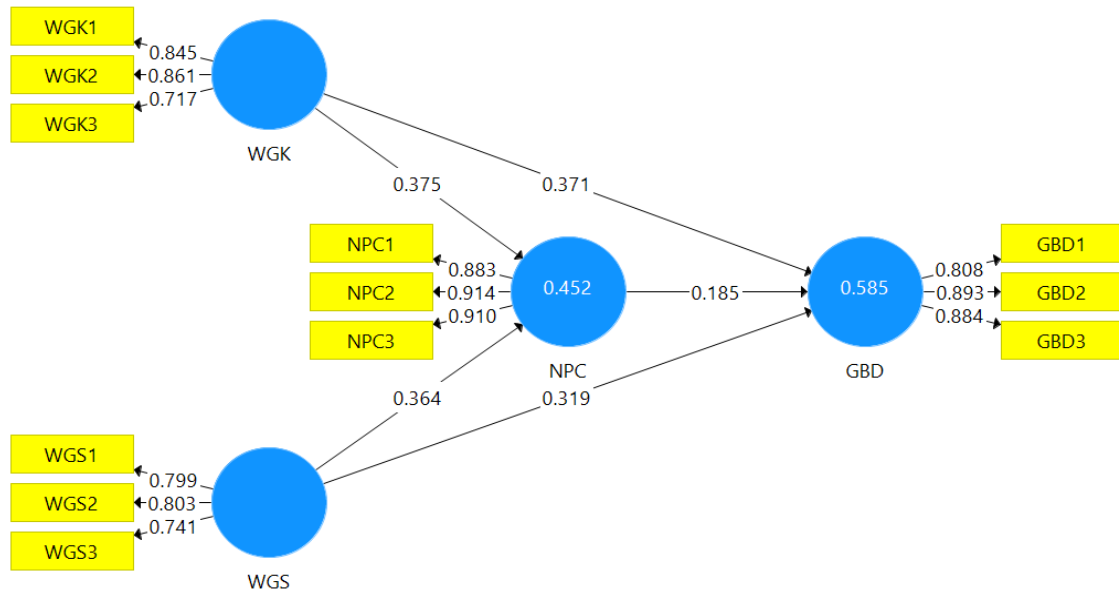 WGK1
0.845
WGK2
0.861
WGK3
0.717
WGK
0.375
0.371
NPC1
0.883
NPC2
0.914
NPC3
0.910
0.452
NPC
0.185
0.585
GBD
0.808
GBD1
0.893
GBD2
0.884
GBD3
0.364
0.319
WGS1
0.799
WGS2
0.803
WGS3
0.741
WGS